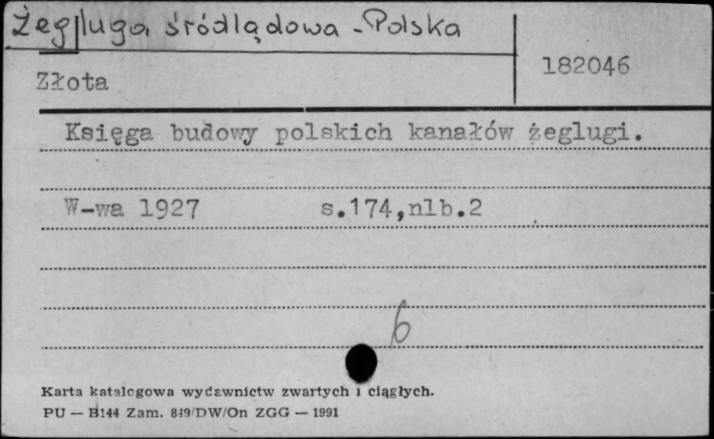 Żegluga śródlądowa - Polska
182046
Złota
Księga budowy polskich kanałów żeglugi.
W-wa 1927 s.174,nlb.2
6
Karta katalogowa wydawnictw zwartych i ciągłych.
PU — B144 Zam. 849/DW/On ZGG — 1991